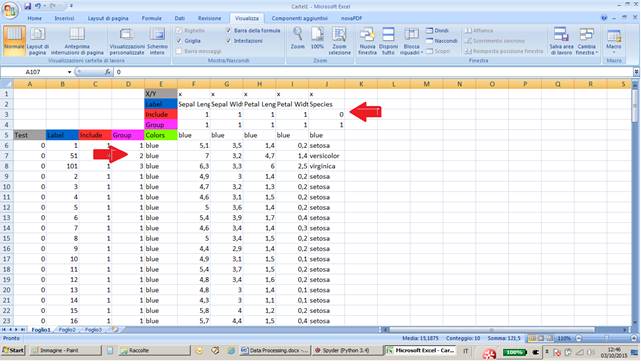 Cartel1 - Microsoft Excel
Home Inserisci Layout di pagina Formule Dati Revisione Visualizza Componenti aggiuntivi novaPDF
Normale Layout di pagina Anteprima interruzioni di pagina Visualizzazioni personalizzate Schermo intero Righello Barra della formula Griglia Intestazioni Barra messaggi Zoom 100% Zoom selezione Nuova finestra Disponi tutto Blocca riquadri Dividi Nascondi Scopri Affianca Scorrimento sincrono Reimposta posizione finestra Salva area di lavoro Cambia finestra Macro
Visualizzazioni cartella di lavoro Mostra/Nascondi Zoom Finestra Macro
A107 0
A B C D E F G H I J K L M N O P Q R
1 X/Y x x x x
2 Label Sepal Leng Sepal Widt Petal Leng Petal Widt Species
3 Include 1 1 1 1 0
4 Group 1 1 1 1 1
5 Test Label Include Group Colors blue blue blue blue blue
6 0 1 1 1 blue 5,1 3,5 1,4 0,2 setosa
7 0 51 2 blue 7 3,2 4,7 1,4 versicolor
8 0 101 1 3 blue 6,3 3,3 6 2,5 virginica
9 0 2 1 1 blue 4,9 3 1,4 0,2 setosa
10 0 3 1 1 blue 4,7 3,2 1,3 0,2 setosa
11 0 4 1 1 blue 4,6 3,1 1,5 0,2 setosa
12 0 5 1 1 blue 5 3,6 1,4 0,2 setosa
13 0 6 1 1 blue 5,4 3,9 1,7 0,4 setosa
14 0 7 1 1 blue 4,6 3,4 1,4 0,3 setosa
15 0 8 1 1 blue 5 3,4 1,5 0,2 setosa
16 0 9 1 1 blue 4,4 2,9 1,4 0,2 setosa
17 0 10 1 1 blue 4,9 3,1 1,5 0,1 setosa
18 0 11 1 1 blue 5,4 3,7 1,5 0,2 setosa
19 0 12 1 1 blue 4,8 3,4 1,6 0,2 setosa
20 0 13 1 1 blue 4,8 3 1,4 0,1 setosa
21 0 14 1 1 blue 4,3 3 1,1 0,1 setosa
22 0 15 1 1 blue 5,8 4 1,2 0,2 setosa
23 0 16 1 1 blue 5,7 4,4 1,5 0,4 setosa
Foglio1 Foglio2 Foglio3
Pronto Media: 15,1875 Conteggio: 10 Somma: 121,5 110%
Start Immagine - Paint Raccolte Data Processing.docx - ... Spyder (Python 3.4) Microsoft Excel - Car... IT 100% 12:46
03/10/2015